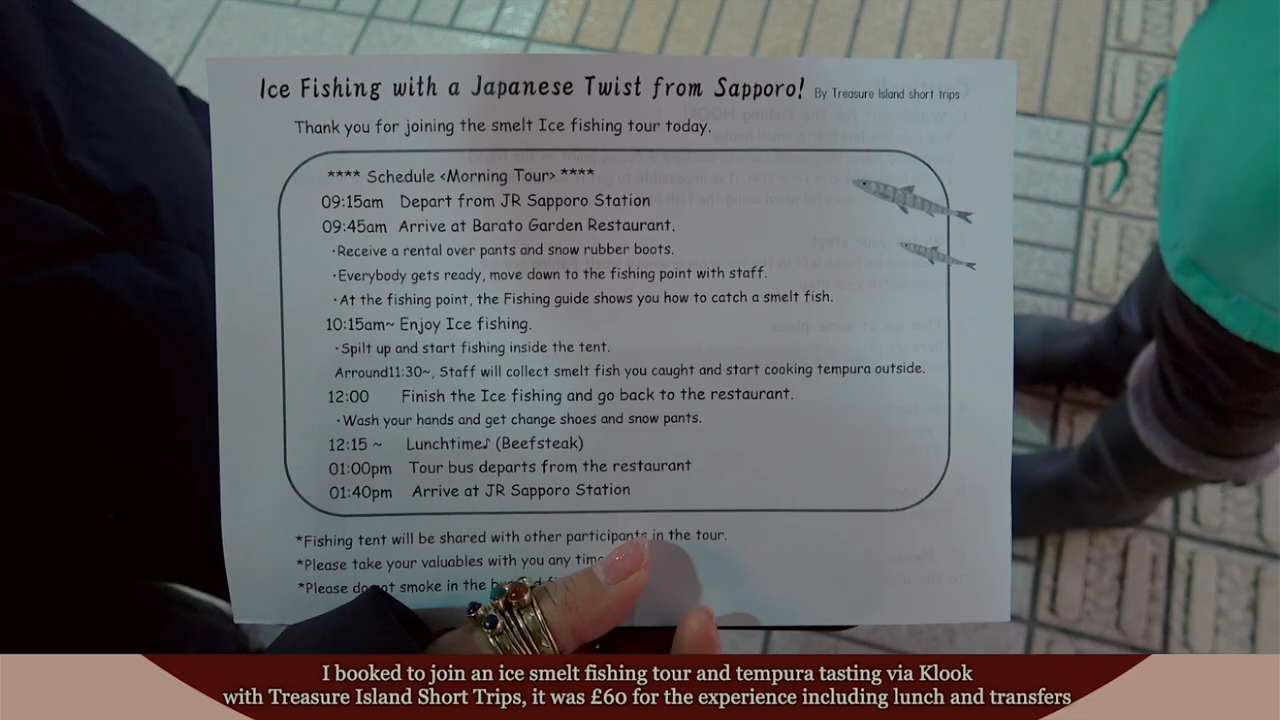 Ice Fishing with a Japanese Twist from Sapporo! By Treasure Island short trips
Thank you for joining the smelt Ice fishing tour today.
**** Schedule <Morning Tour> ****
09:15am Depart from JR Sapporo Station
09:45am Arrive at Barato Garden Restaurant.
・Receive a rental over pants and snow rubber boots.
・Everybody gets ready, move down to the fishing point with staff.
・At the fishing point, the Fishing guide shows you how to catch a smelt fish.
10:15am~ Enjoy Ice fishing.
・Spilt up and start fishing inside the tent.
Arround11:30~, Staff will collect smelt fish you caught and start cooking tempura outside.
12:00 Finish the Ice fishing and go back to the restaurant.
・Wash your hands and get change shoes and snow pants.
12:15 ~ Lunchtime♪ (Beefsteak)
01:00pm Tour bus departs from the restaurant
01:40pm Arrive at JR Sapporo Station
*Fishing tent will be shared with other participants in the tour.
*Please take your valuables with you any
*Please do not smoke in the
I booked to join an ice smelt fishing tour and tempura tasting via Klook
with Treasure Island Short Trips, it was £60 for the experience including lunch and transfers